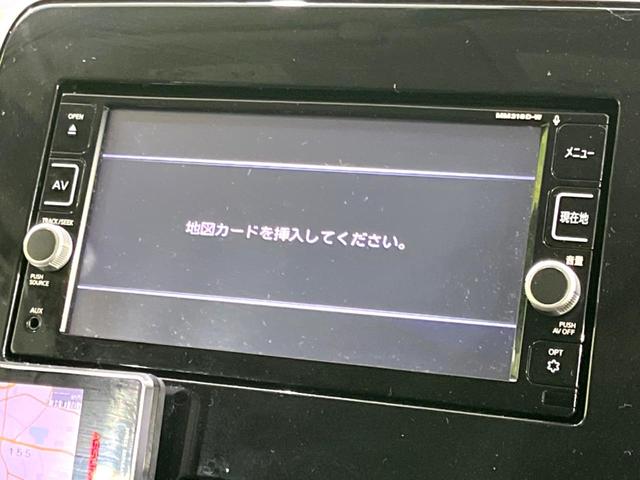 MM318D-W
OPEN
メニュー
AV
現在地
TRACK/SEEK
地図カードを挿入してください。
音量
PUSH
SOURCE
PUSH
AV OFF
AUX
OPT
155